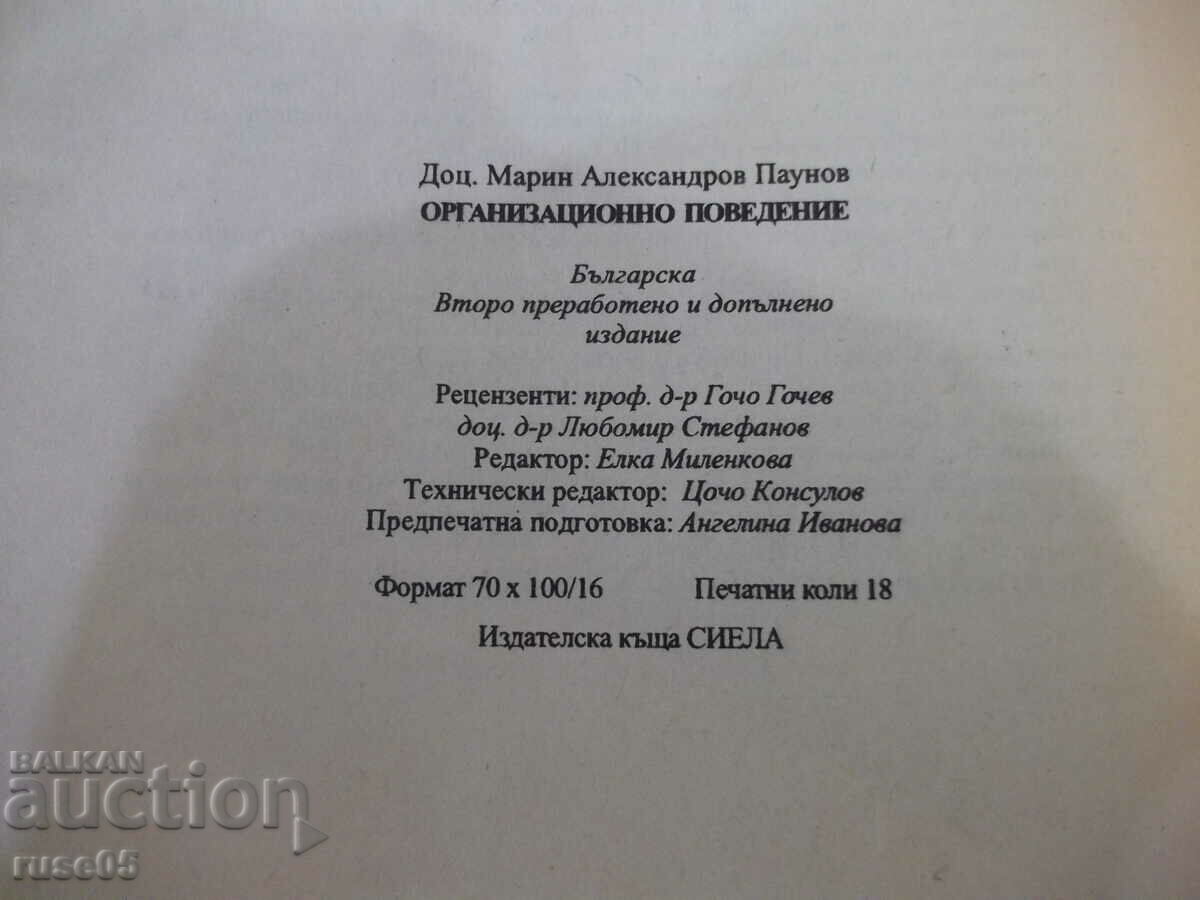 Доц. Марин Александров Паунов
ОРГАНИЗАЦИОННО ПОВЕДЕНИЕ
Българска
Второ преработено и допълнено
издание
Рецензенти: проф. д-р Гочо Гочев
доц. д-р Любомир Стефанов
Редактор: Елка Миленкова
Технически редактор: Цочо Консулов
Предпечатна подготовка: Ангелина Иванова
Формат 70 x 100/16 Печатни коли 18
Издателска къща СИЕЛА
BALKAN
auction
ruse05